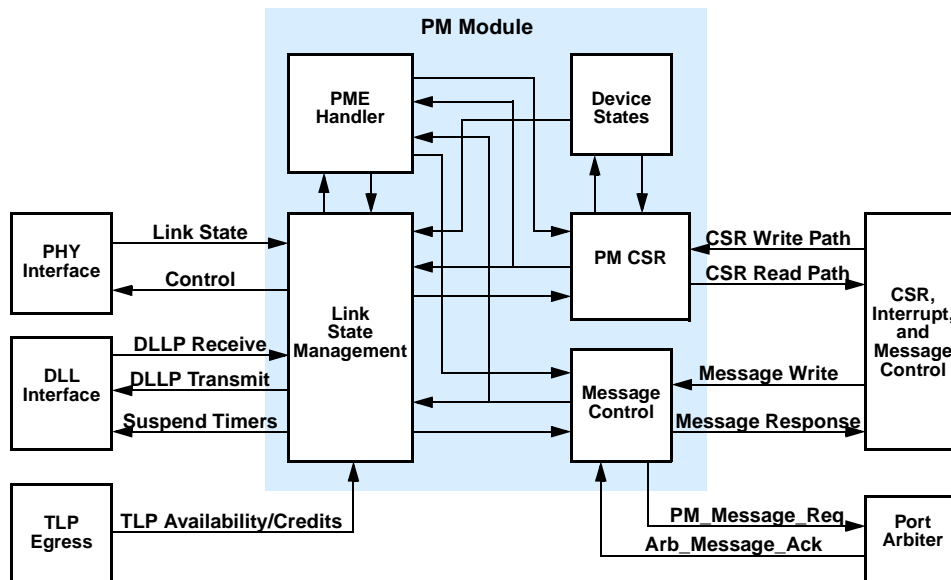 PM Module
PME
Handler
Device
States
PHY
Interface
Link State
Control
Link
State
Management
PM CSR
CSR Write Path
CSR Read Path
CSR,
Interrupt,
and
Message
Control
DLL
Interface
DLLP Receive
DLLP Transmit
Suspend Timers
Message
Control
Message Write
Message Response
TLP
Egress
TLP Availability/Credits
PM_Message_Req
Arb_Message_Ack
Port
Arbiter